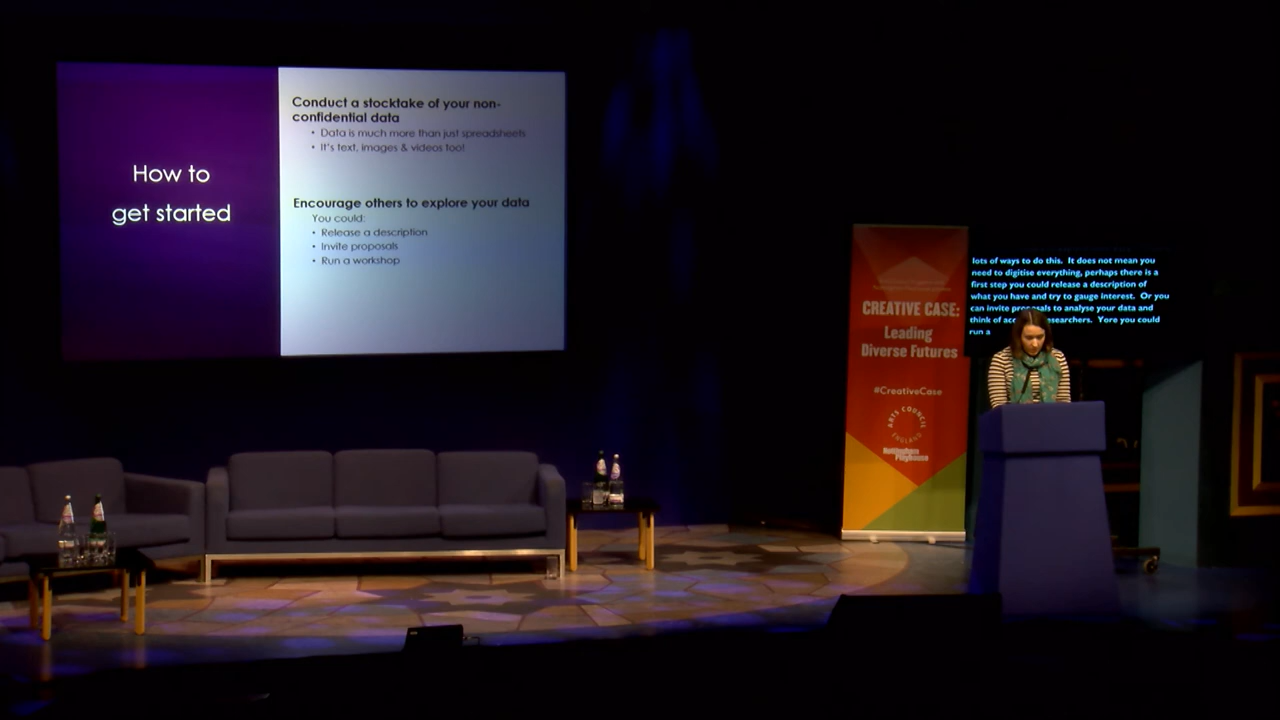 How to
get started
Conduct a stocktake of your non-
confidential data
• Data is much more than just spreadsheets
• It's text, images & videos too!
Encourage others to explore your data
You could:
• Release a description
• Invite proposals
• Run a workshop
CREATIVE CASE:
Leading
Diverse Futures
#CreativeCase
ARTS COUNCIL
ENGLAND
Nottingham
Playhouse
lots of ways to do this. It does not mean you
need to digitise everything, perhaps there is a
first step you could release a description of
what you have and try to gauge interest. Or you
can invite proposals to analyse your data and
think of researchers. Yore you could
run a